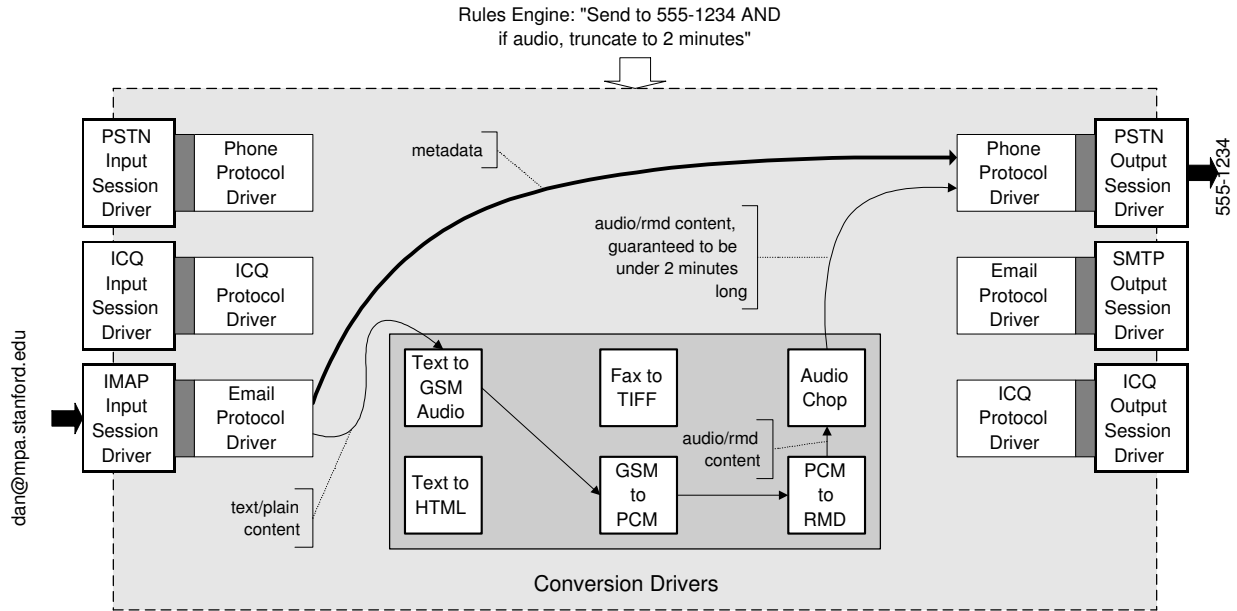 Rules Engine: "Send to 555-1234 AND
if audio, truncate to 2 minutes"
PSTN
Input
Session
Driver
Phone
Protocol
Driver
metadata
Phone
Protocol
Driver
PSTN
Output
Session
Driver
555-1234
audio/rmd content,
guaranteed to be
under 2 minutes
long
ICQ
Input
Session
Driver
ICQ
Protocol
Driver
Email
Protocol
Driver
SMTP
Output
Session
Driver
dan@mpa.stanford.edu
IMAP
Input
Session
Driver
Email
Protocol
Driver
Text to
GSM
Audio
Fax to
TIFF
Audio
Chop
ICQ
Protocol
Driver
ICQ
Output
Session
Driver
audio/rmd
content
text/plain
content
Text to
HTML
GSM
to
PCM
PCM
to
RMD
Conversion Drivers